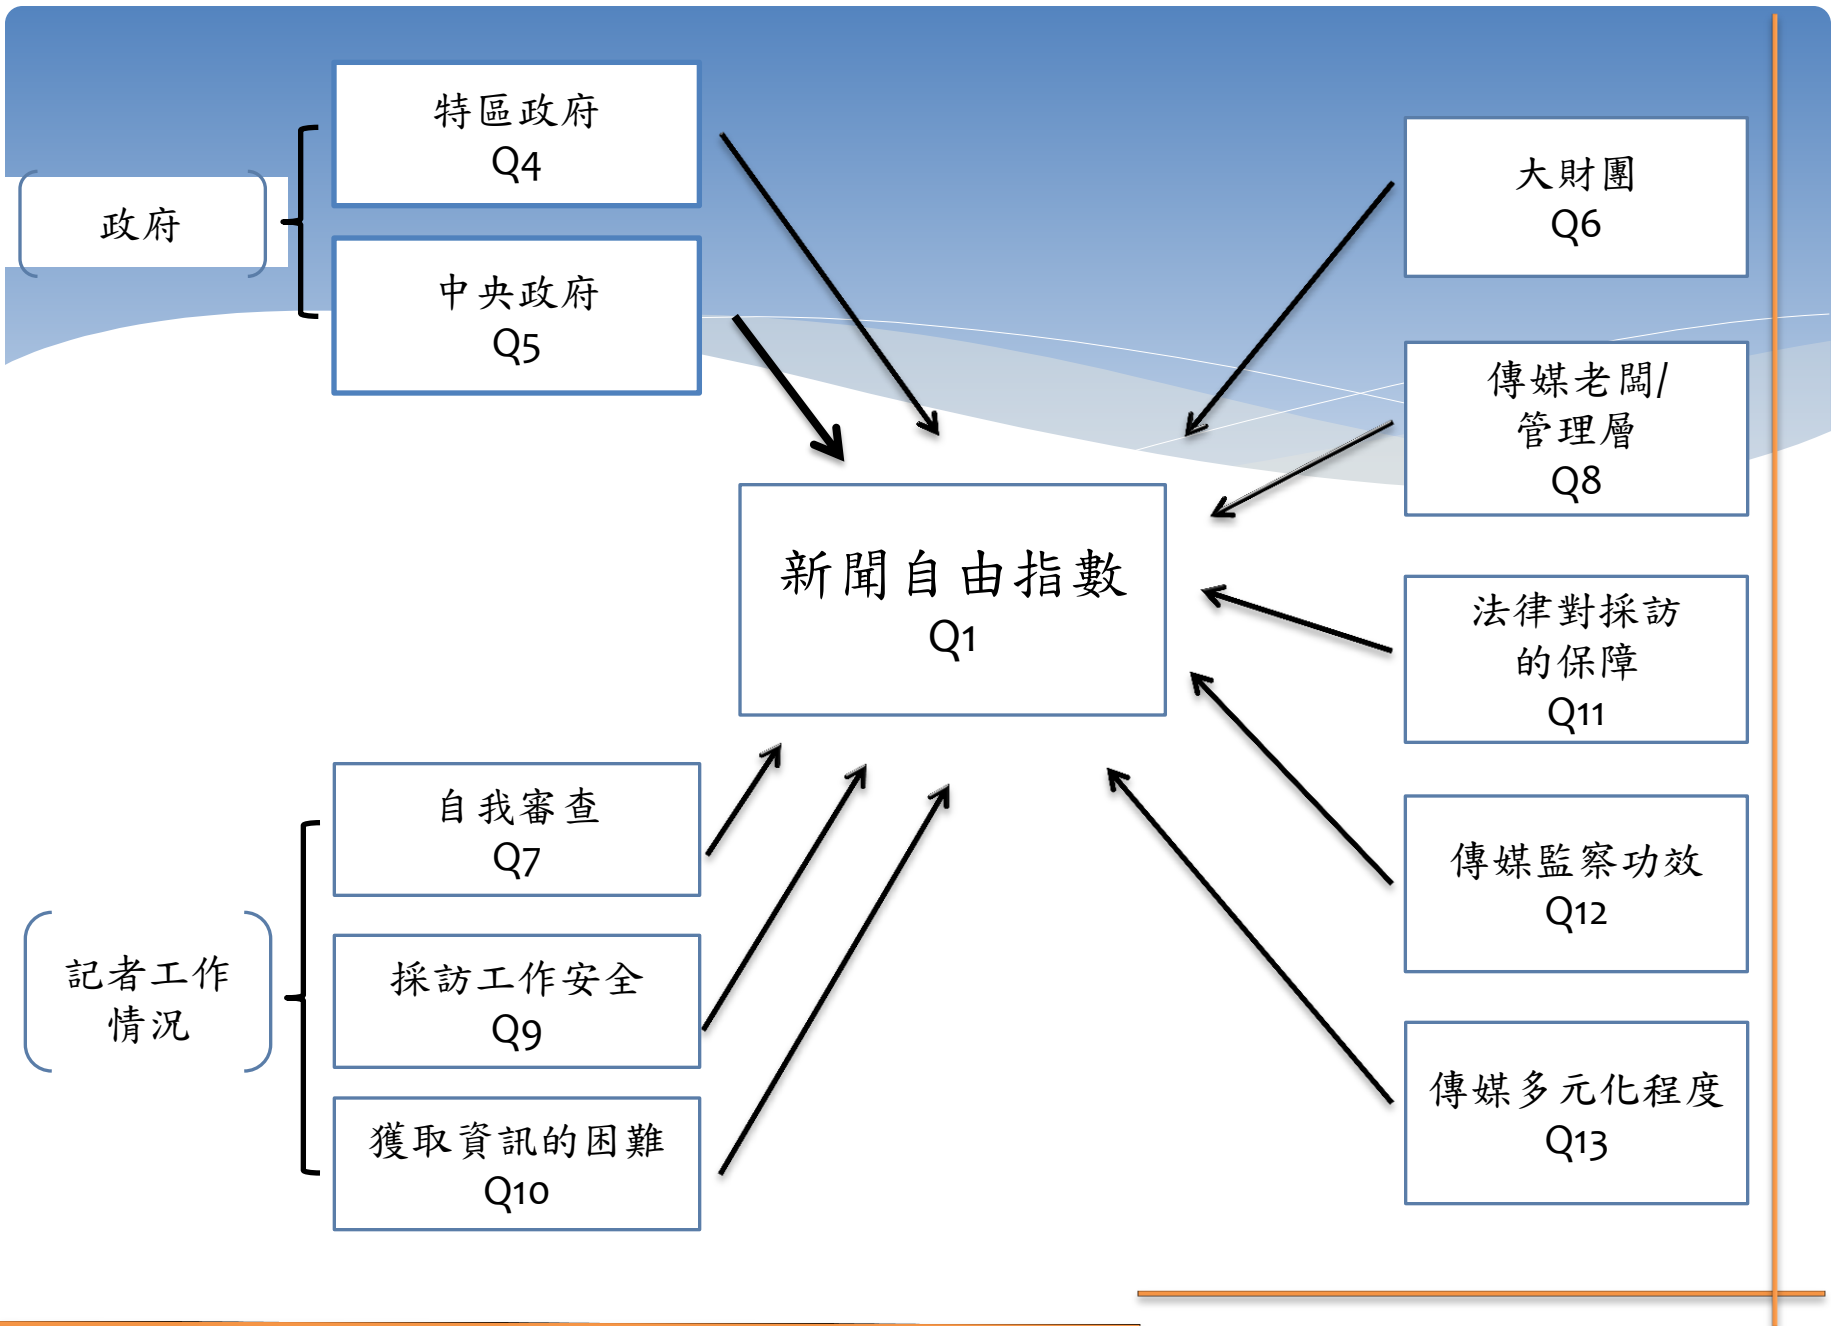 政府
特區政府
Q4
中央政府
Q5
新聞自由指數
Q1
記者工作
情況
自我審查
Q7
採訪工作安全
Q9
獲取資訊的困難
Q10
大財團
Q6
傳媒老闆/
管理層
Q8
法律對採訪
的保障
Q11
傳媒監察功效
Q12
傳媒多元化程度
Q13